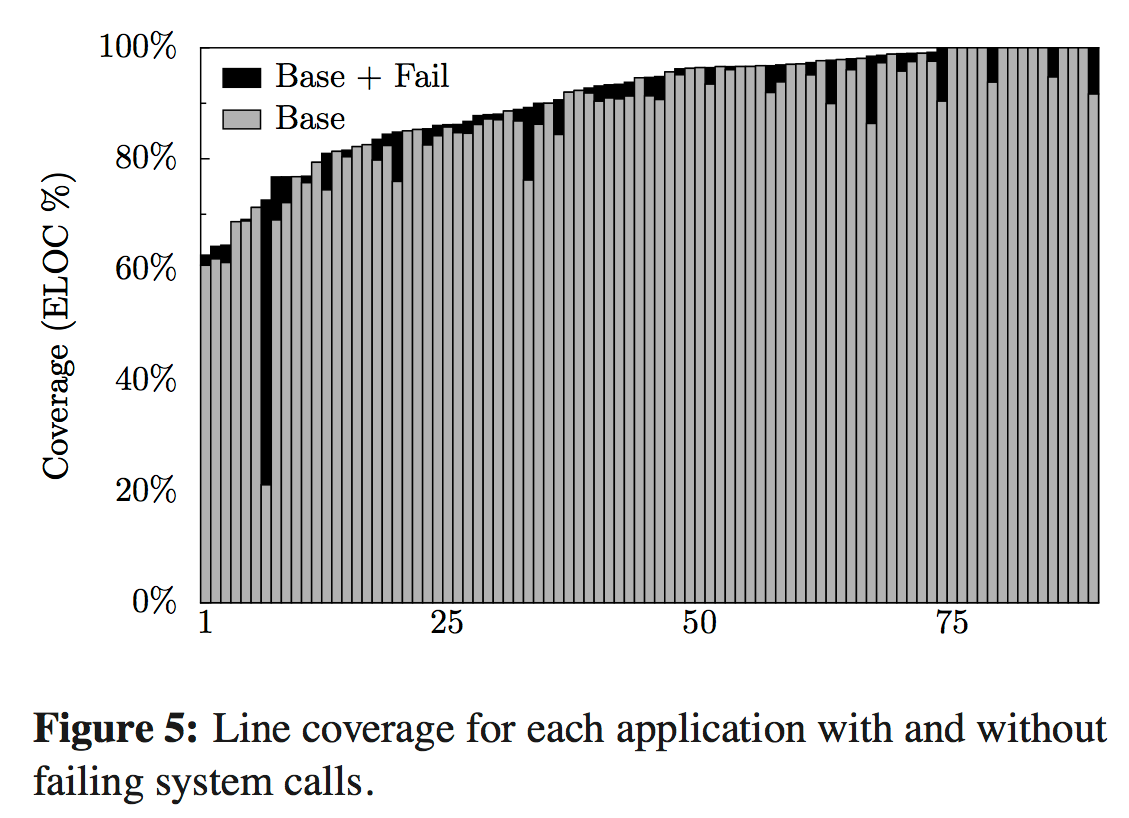 100%
80%
60%
40%
20%
0%
Coverage (ELOC %)
Base + Fail
Base
1 25 50 75
Figure 5: Line coverage for each application with and without
failing system calls.